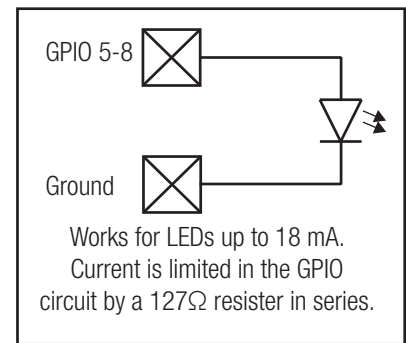 GPIO 5-8
Ground
Works for LEDs up to 18 mA.
Current is limited in the GPIO
circuit by a 127Ω resister in series.